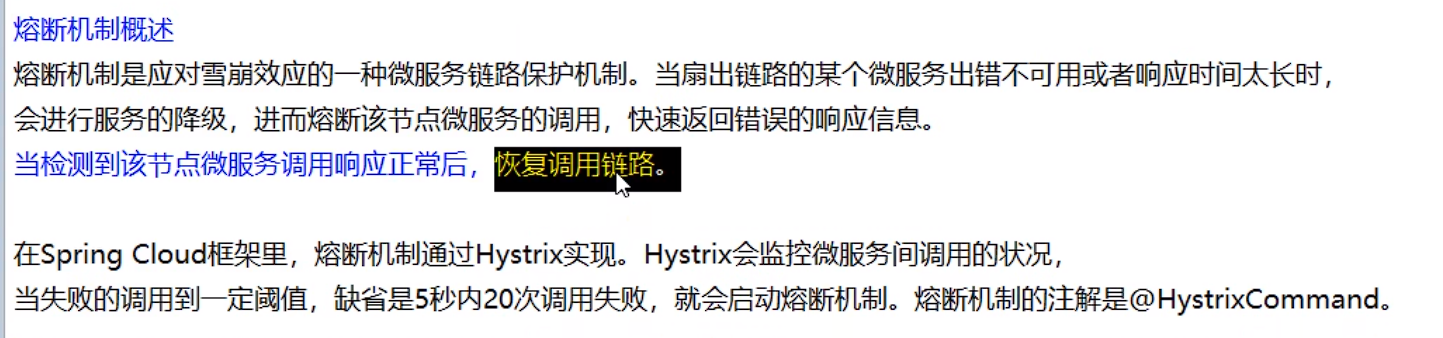 熔断机制概述
熔断机制是应对雪崩效应的一种微服务链路保护机制。当扇出链路的某个微服务出错不可用或者响应时间太长时，
会进行服务的降级，进而熔断该节点微服务的调用，快速返回错误的响应信息。
当检测到该节点微服务调用响应正常后，恢复调用链路。
在Spring Cloud框架里，熔断机制通过Hystrix实现。Hystrix会监控微服务间调用的状况，
当失败的调用到一定阈值，缺省是5秒内20次调用失败，就会启动熔断机制。熔断机制的注解是@HystrixCommand。